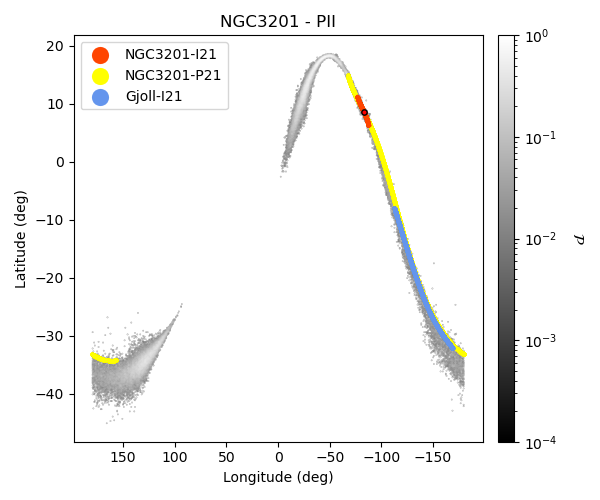 NGC3201 - PII
NGC3201-I21
NGC3201-P21
Gjoll-I21
20
10
0
−10
−20
−30
−40
Latitude (deg)
150 100 50 0 −50 −100 −150
Longitude (deg)
10⁰
10⁻¹
10⁻²
10⁻³
10⁻⁴
𝒫